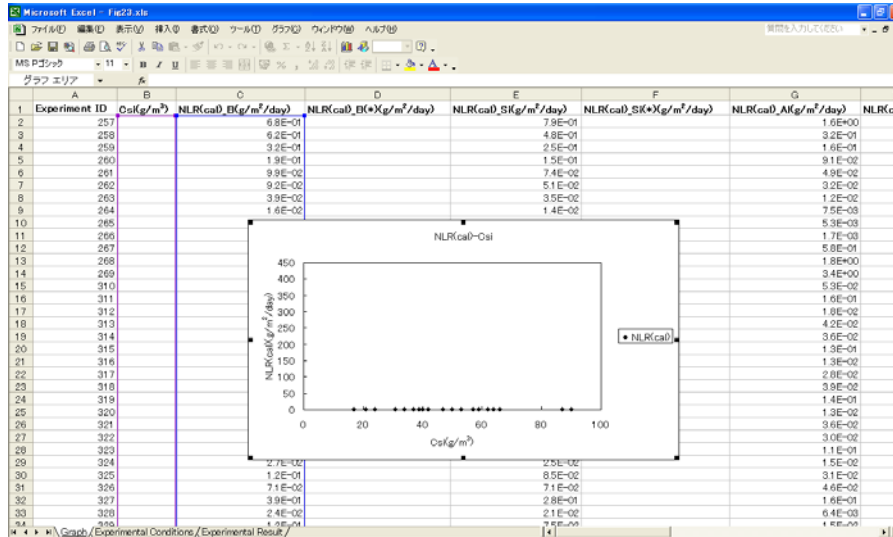 Microsoft Excel - Fig23.xls
ファイル(F) 編集(E) 表示(V) 挿入(I) 書式(O) ツール(T) グラフ(C) ウィンドウ(W) ヘルプ(H) 質問を入力してください
MS Pゴシック 11 B I U
グラフ エリア fx
A B C D E F G
1 Experiment ID Csi(g/m³) NLR(cal)_B(g/m²/day) NLR(cal)_B(*)(g/m²/day) NLR(cal)_Si(g/m²/day) NLR(cal)_Si(*)(g/m²/day) NLR(cal)_Al(g/m²/day) NLR(c
2 257 6.8E-01 7.9E-01 1.6E+00
3 258 6.2E-01 4.8E-01 3.2E-01
4 259 3.2E-01 2.5E-01 1.6E-01
5 260 1.9E-01 1.5E-01 9.1E-02
6 261 9.9E-02 7.4E-02 4.9E-02
7 262 9.2E-02 5.1E-02 3.2E-02
8 263 3.9E-02 3.5E-02 1.2E-02
9 264 1.6E-02 1.4E-02 7.5E-03
10 265 5.3E-03
11 266 1.7E-03
12 267 5.8E-01
13 268 1.8E+00
14 269 3.4E+00
15 310 5.3E-02
16 311 1.6E-01
17 312 1.8E-02
18 313 4.2E-02
19 314 3.6E-02
20 315 1.3E-01
21 316 1.3E-02
22 317 2.8E-02
23 318 3.9E-02
24 319 1.4E-01
25 320 1.3E-02
26 321 3.6E-02
27 322 3.0E-02
28 323 1.1E-01
29 324 2.7E-02 2.5E-02 1.5E-02
30 325 1.2E-01 8.5E-02 3.1E-02
31 326 7.1E-02 4.6E-02
32 327 3.9E-01 2.8E-01 1.6E-01
33 328 2.4E-02 2.1E-02 6.4E-03
NLR(cal)-Csi
NLR(cal)(g/m²/day)
450
400
350
300
250
200
150
100
50
0
0 20 40 60 80 100
Csi(g/m³)
NLR(cal)
Graph / Experimental Conditions / Experimental Result